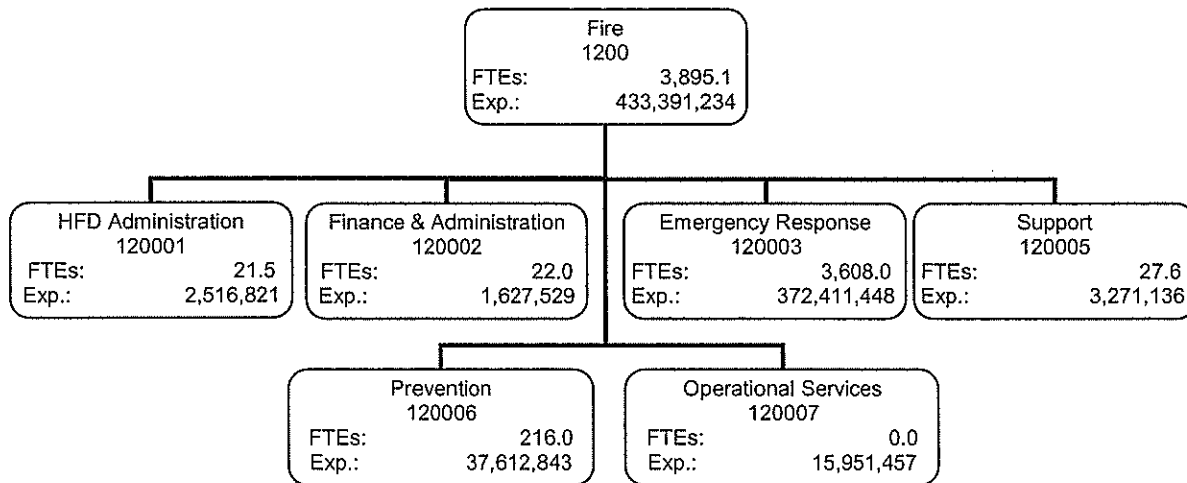 Fire
1200
FTEs: 3,895.1
Exp.: 433,391,234
HFD Administration
120001
FTEs: 21.5
Exp.: 2,516,821
Finance & Administration
120002
FTEs: 22.0
Exp.: 1,627,529
Emergency Response
120003
FTEs: 3,608.0
Exp.: 372,411,448
Support
120005
FTEs: 27.6
Exp.: 3,271,136
Prevention
120006
FTEs: 216.0
Exp.: 37,612,843
Operational Services
120007
FTEs: 0.0
Exp.: 15,951,457